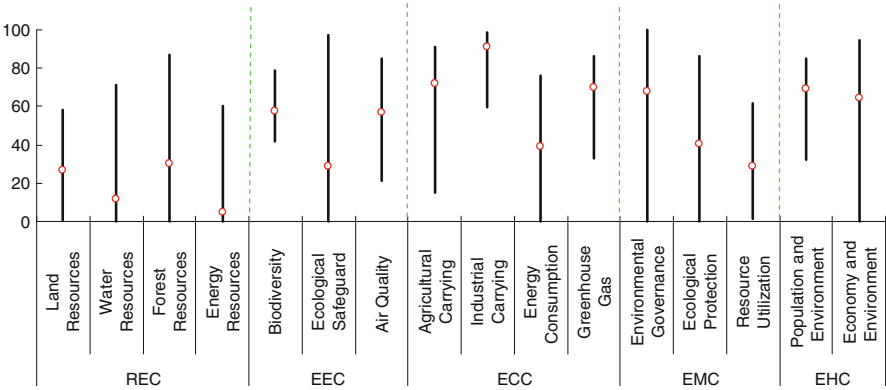 100
80
60
40
20
0
Land
Resources
Water
Resources
Forest
Resources
Energy
Resources
Biodiversity
Ecological
Safeguard
Air Quality
Agricultural
Carrying
Industrial
Carrying
Energy
Consumption
Greenhouse
Gas
Environmental
Governance
Ecological
Protection
Resource
Utilization
Population and
Environment
Economy and
Environment
REC
EEC
ECC
EMC
EHC